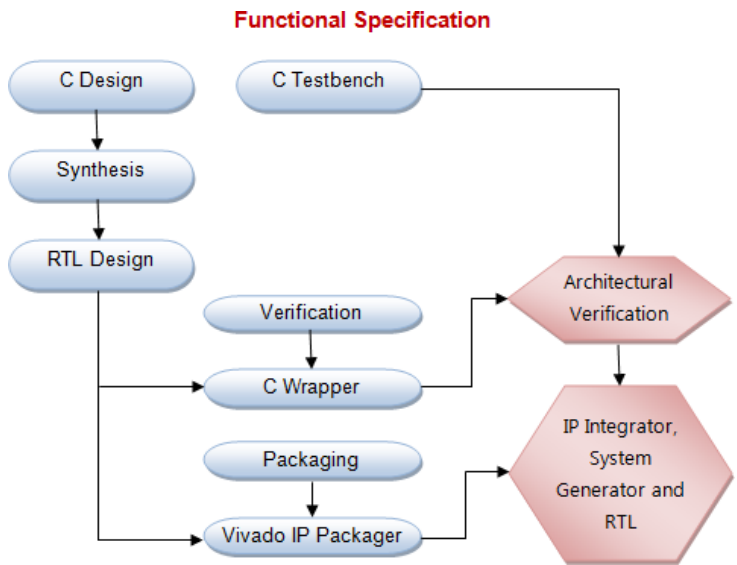 Functional Specification
C Design
C Testbench
Synthesis
RTL Design
Architectural
Verification
Verification
C Wrapper
IP Integrator,
System
Generator and
RTL
Packaging
Vivado IP Packager